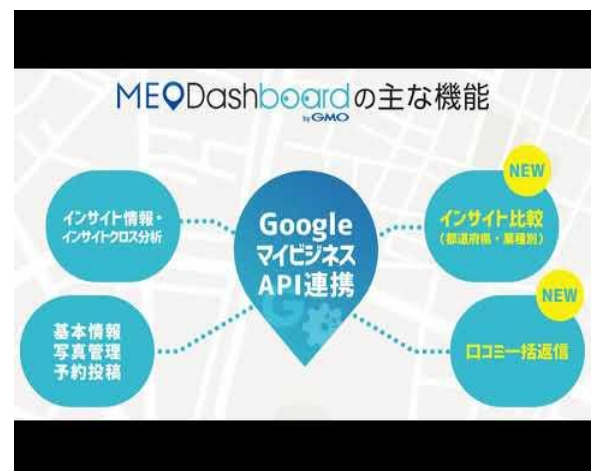 MEODashboardの主な機能
by GMO
インサイト情報・
インサイトクロス分析
Google
マイビジネス
API連携
NEW
インサイト比較
(都道府県・業種別)
基本情報
写真管理
予約投稿
NEW
口コミ一括返信